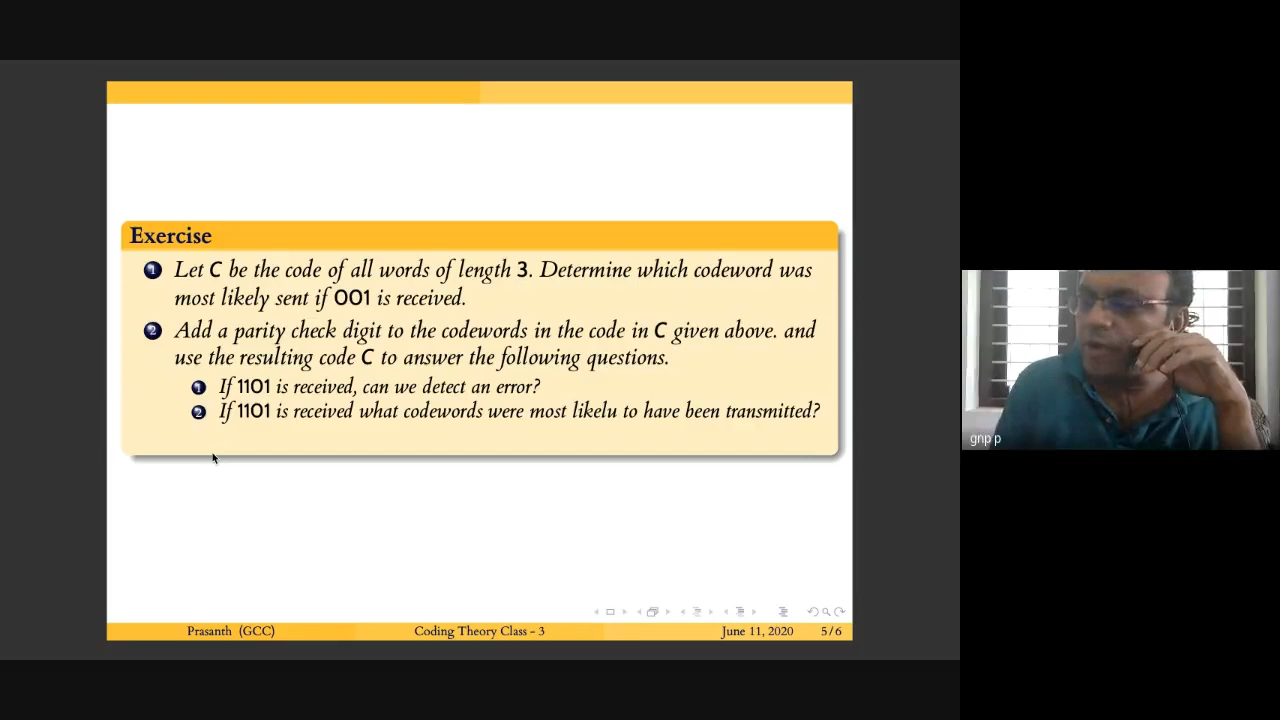 Exercise
1 Let C be the code of all words of length 3. Determine which codeword was
most likely sent if 001 is received.
2 Add a parity check digit to the codewords in the code in C given above. and
use the resulting code C to answer the following questions.
1 If 1101 is received, can we detect an error?
2 If 1101 is received what codewords were most likelu to have been transmitted?
gnp p
Prasanth (GCC) Coding Theory Class - 3 June 11, 2020 5/6